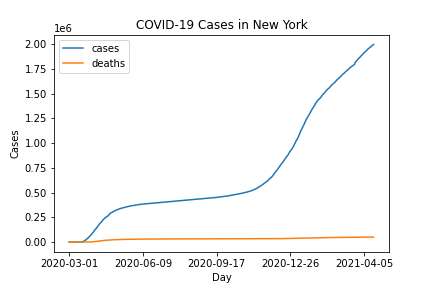 COVID-19 Cases in New York
1e6
cases
deaths
2.00
1.75
1.50
1.25
1.00
0.75
0.50
0.25
0.00
Cases
2020-03-01 2020-06-09 2020-09-17 2020-12-26 2021-04-05
Day